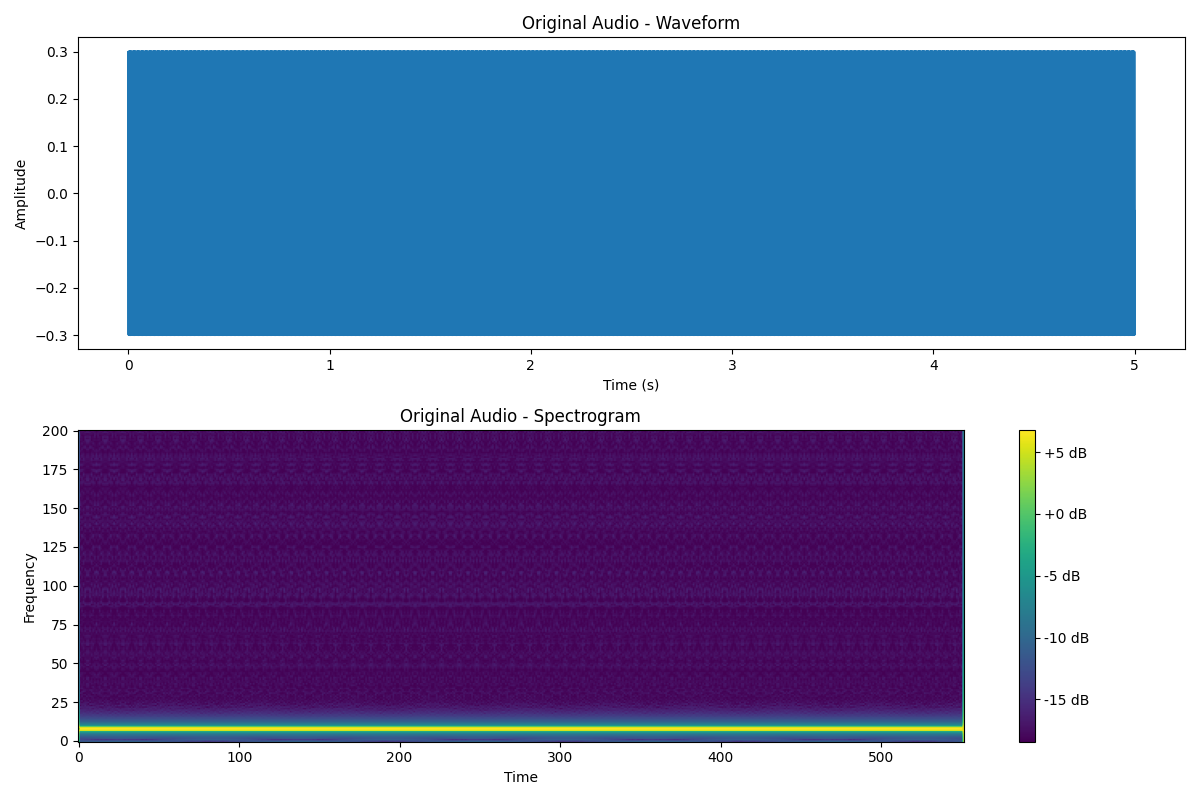 Original Audio - Waveform
0.3
0.2
0.1
0.0
−0.1
−0.2
−0.3
Amplitude
0 1 2 3 4 5
Time (s)
Original Audio - Spectrogram
200
175
150
125
100
75
50
25
0
Frequency
0 100 200 300 400 500
Time
+5 dB
+0 dB
-5 dB
-10 dB
-15 dB